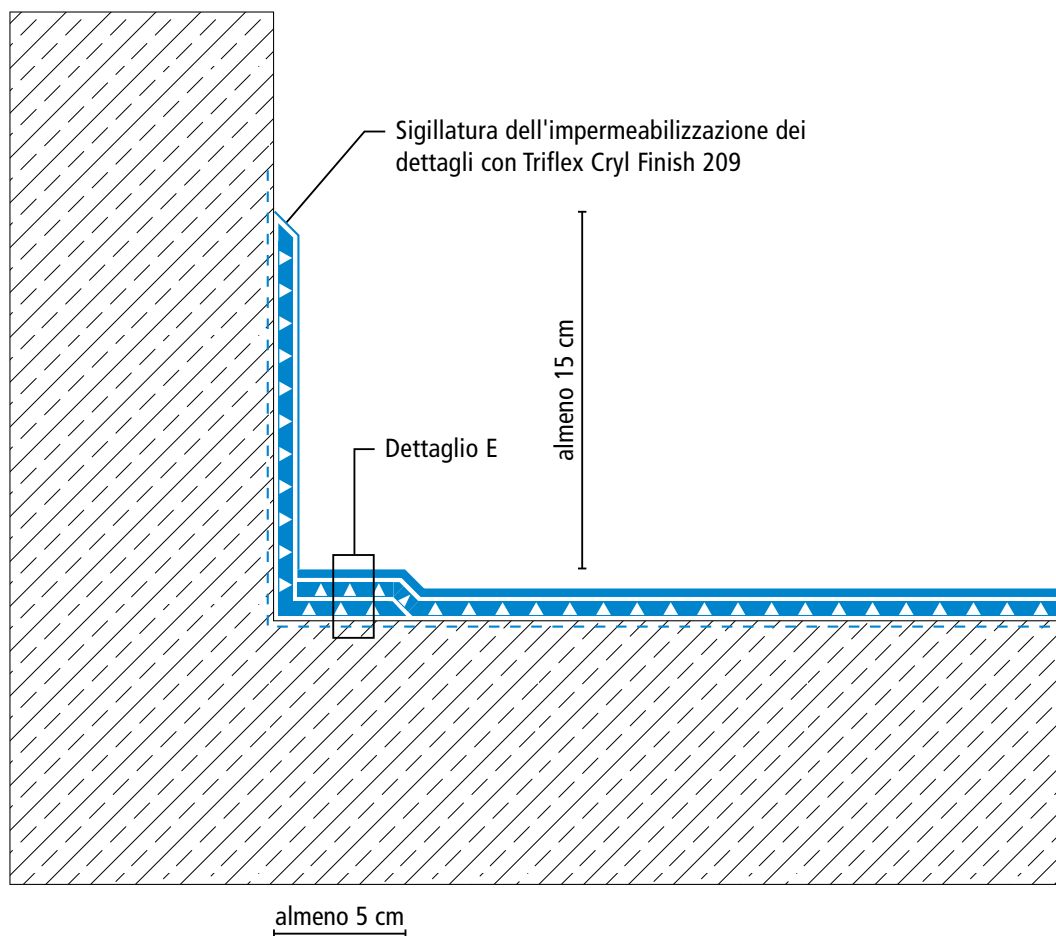 Sigillatura dell'impermeabilizzazione dei
dettagli con Triflex Cryl Finish 209
almeno 15 cm
Dettaglio E
almeno 5 cm